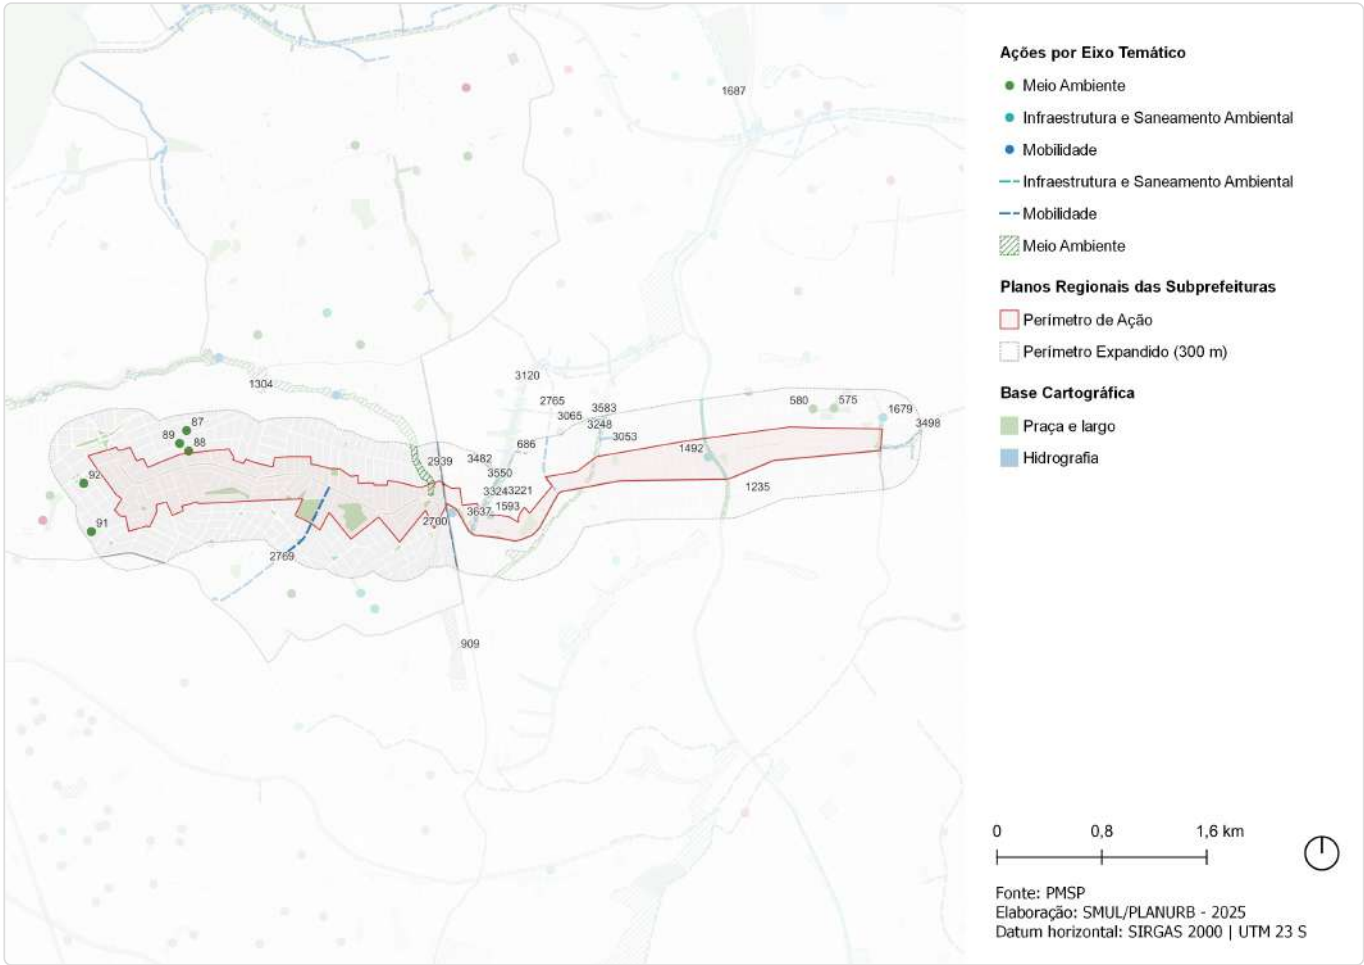 1687
1304
3120
2765
3065
3583
3248
3053
580
575
1679
3498
87
89
88
92
91
686
2939
3482
3550
1492
1235
33243221
1593
3637
2700
2769
909
Ações por Eixo Temático
Meio Ambiente
Infraestrutura e Saneamento Ambiental
Mobilidade
Infraestrutura e Saneamento Ambiental
Mobilidade
Meio Ambiente
Planos Regionais das Subprefeituras
Perímetro de Ação
Perímetro Expandido (300 m)
Base Cartográfica
Praça e largo
Hidrografia
0 0,8 1,6 km
Fonte: PMSP
Elaboração: SMUL/PLANURB - 2025
Datum horizontal: SIRGAS 2000 | UTM 23 S